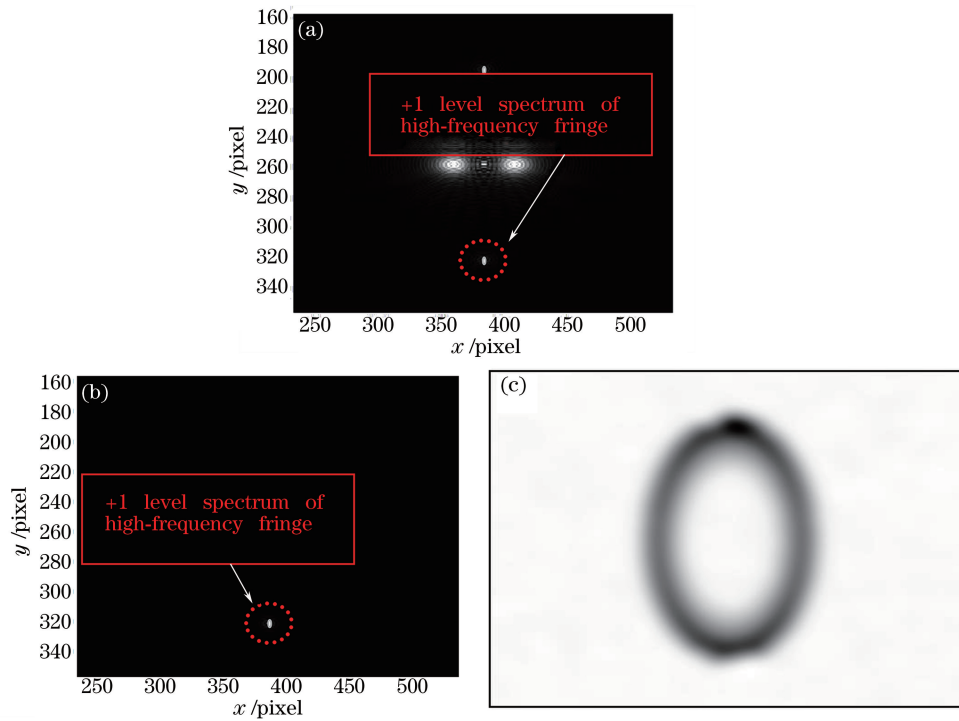 (a)
160
180
200
220
240
260
280
300
320
340
y /pixel
+1 level spectrum of
high-frequency fringe
250 300 350 400 450 500
x /pixel
(b)
160
180
200
220
240
260
280
300
320
340
y /pixel
+1 level spectrum of
high-frequency fringe
250 300 350 400 450 500
x /pixel
(c)